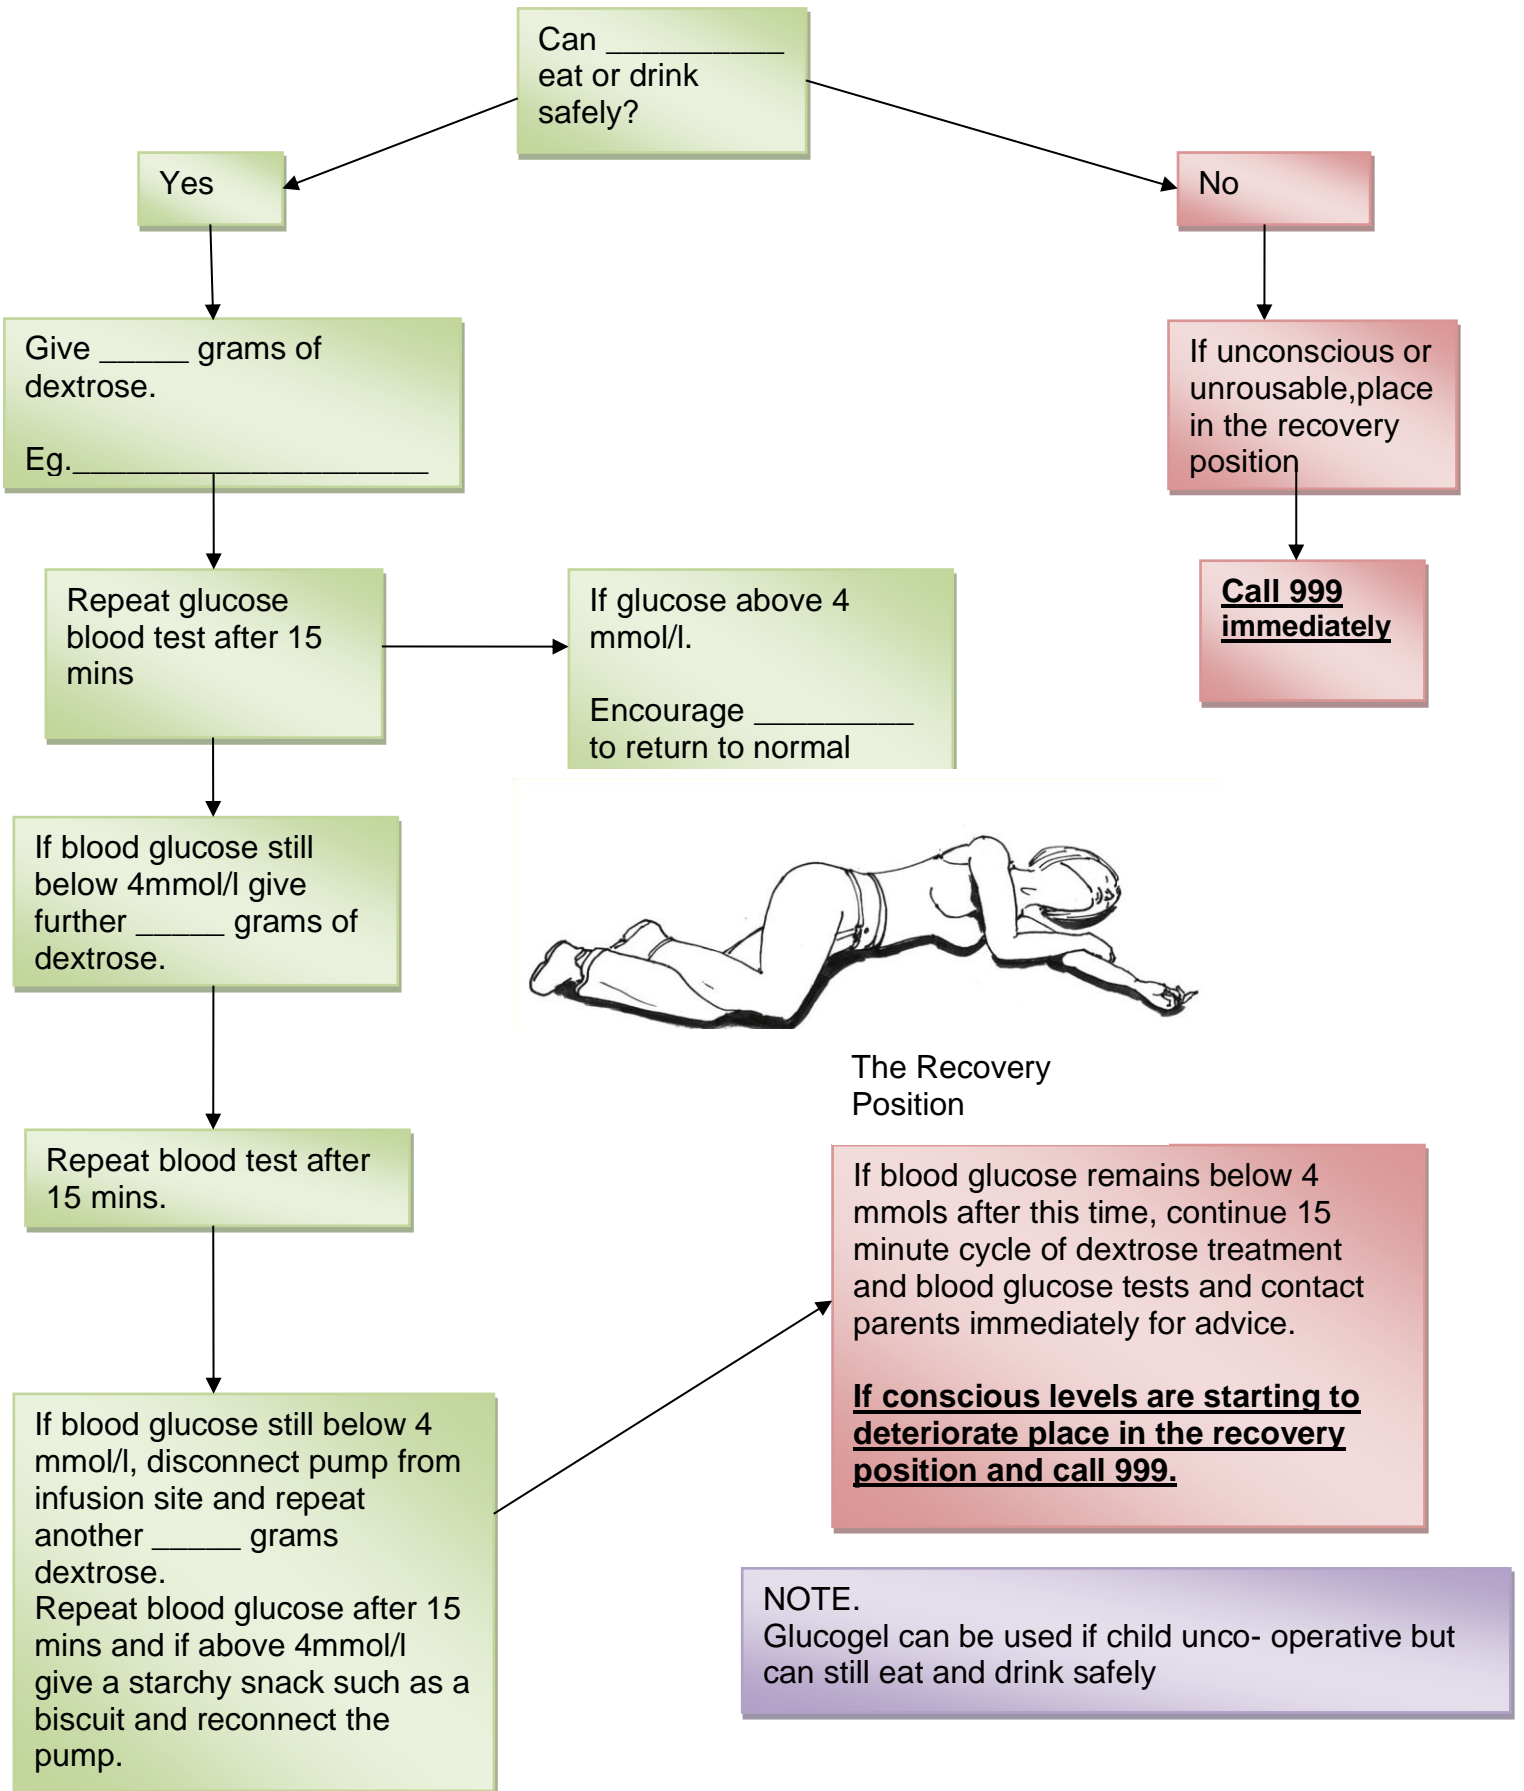 Can __________
eat or drink
safely?
Yes
No
Give _____ grams of
dextrose.
Eg.____________________
If unconscious or
unrousable,place
in the recovery
position
Repeat glucose
blood test after 15
mins
If glucose above 4
mmol/l.
Encourage _________
to return to normal
Call 999
immediately
If blood glucose still
below 4mmol/l give
further _____ grams of
dextrose.
The Recovery
Position
Repeat blood test after
15 mins.
If blood glucose remains below 4
mmols after this time, continue 15
minute cycle of dextrose treatment
and blood glucose tests and contact
parents immediately for advice.
If conscious levels are starting to
deteriorate place in the recovery
position and call 999.
If blood glucose still below 4
mmol/l, disconnect pump from
infusion site and repeat
another _____ grams
dextrose.
Repeat blood glucose after 15
mins and if above 4mmol/l
give a starchy snack such as a
biscuit and reconnect the
pump.
NOTE.
Glucogel can be used if child unco- operative but
can still eat and drink safely